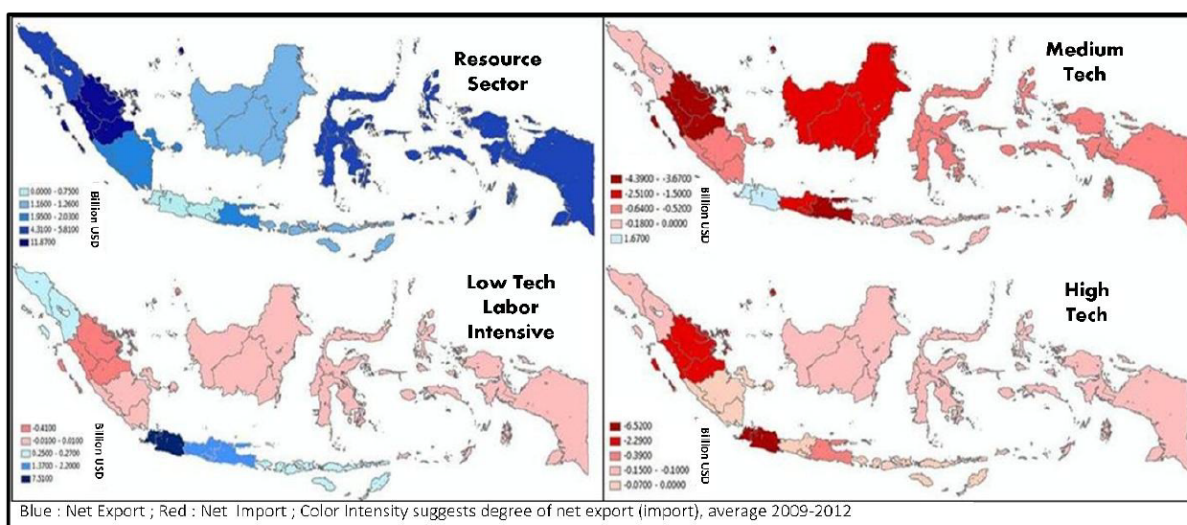 Resource
Sector
0.0000 - 0.7500
1.1600 - 1.2600
1.9500 - 2.0300
4.3100 - 5.8100
11.8700
Billion USD
Medium
Tech
-4.3900 - -3.6700
-2.5100 - -1.5000
-0.6400 - -0.5200
-0.1800 - 0.0000
1.6700
Billion USD
Low Tech
Labor
Intensive
-0.4100
-0.0100 - 0.0100
0.2500 - 0.2700
1.3700 - 2.2000
7.5100
Billion USD
High
Tech
-6.5200
-2.2900
-0.3900
-0.1500 - -0.1000
-0.0700 - 0.0000
Billion USD
Blue : Net Export ; Red : Net Import ; Color Intensity suggests degree of net export (import), average 2009-2012